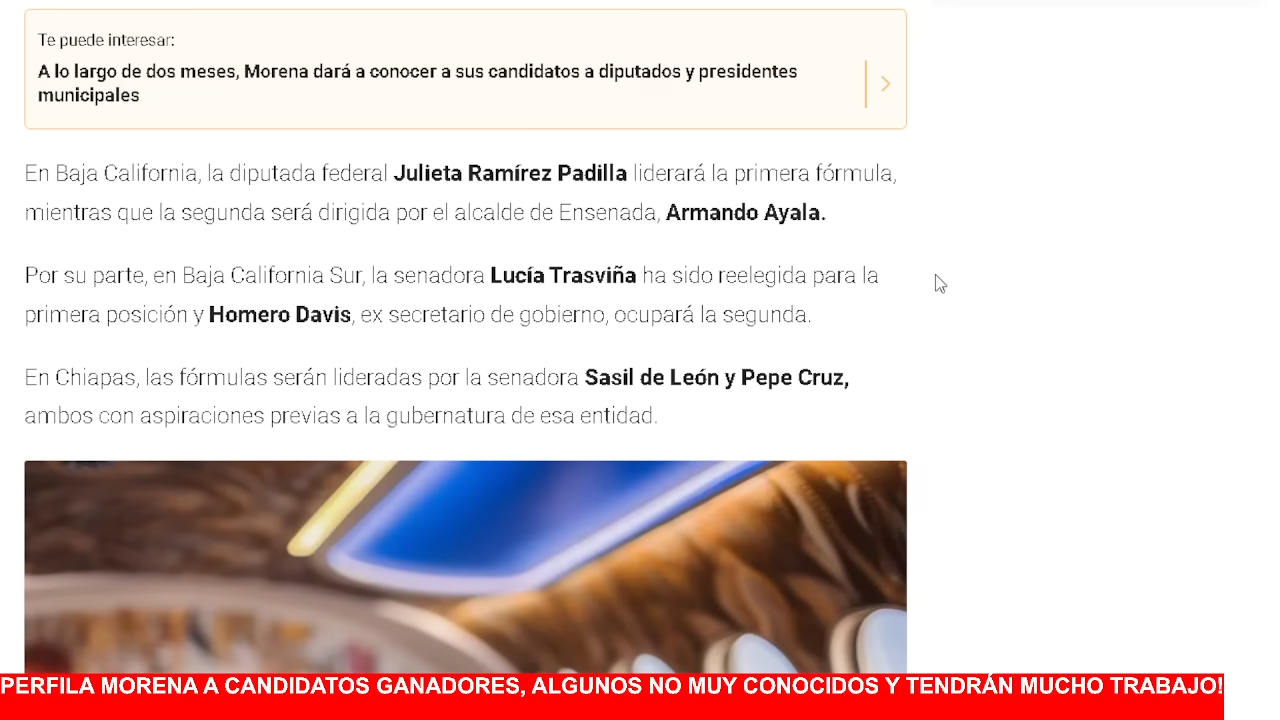 Te puede interesar:
A lo largo de dos meses, Morena dará a conocer a sus candidatos a diputados y presidentes
municipales
En Baja California, la diputada federal Julieta Ramírez Padilla liderará la primera fórmula,
mientras que la segunda será dirigida por el alcalde de Ensenada, Armando Ayala.
Por su parte, en Baja California Sur, la senadora Lucía Trasviña ha sido reelegida para la
primera posición y Homero Davis, ex secretario de gobierno, ocupará la segunda.
En Chiapas, las fórmulas serán lideradas por la senadora Sasil de León y Pepe Cruz,
ambos con aspiraciones previas a la gubernatura de esa entidad.
PERFILA MORENA A CANDIDATOS GANADORES, ALGUNOS NO MUY CONOCIDOS Y TENDRÁN MUCHO TRABAJO!